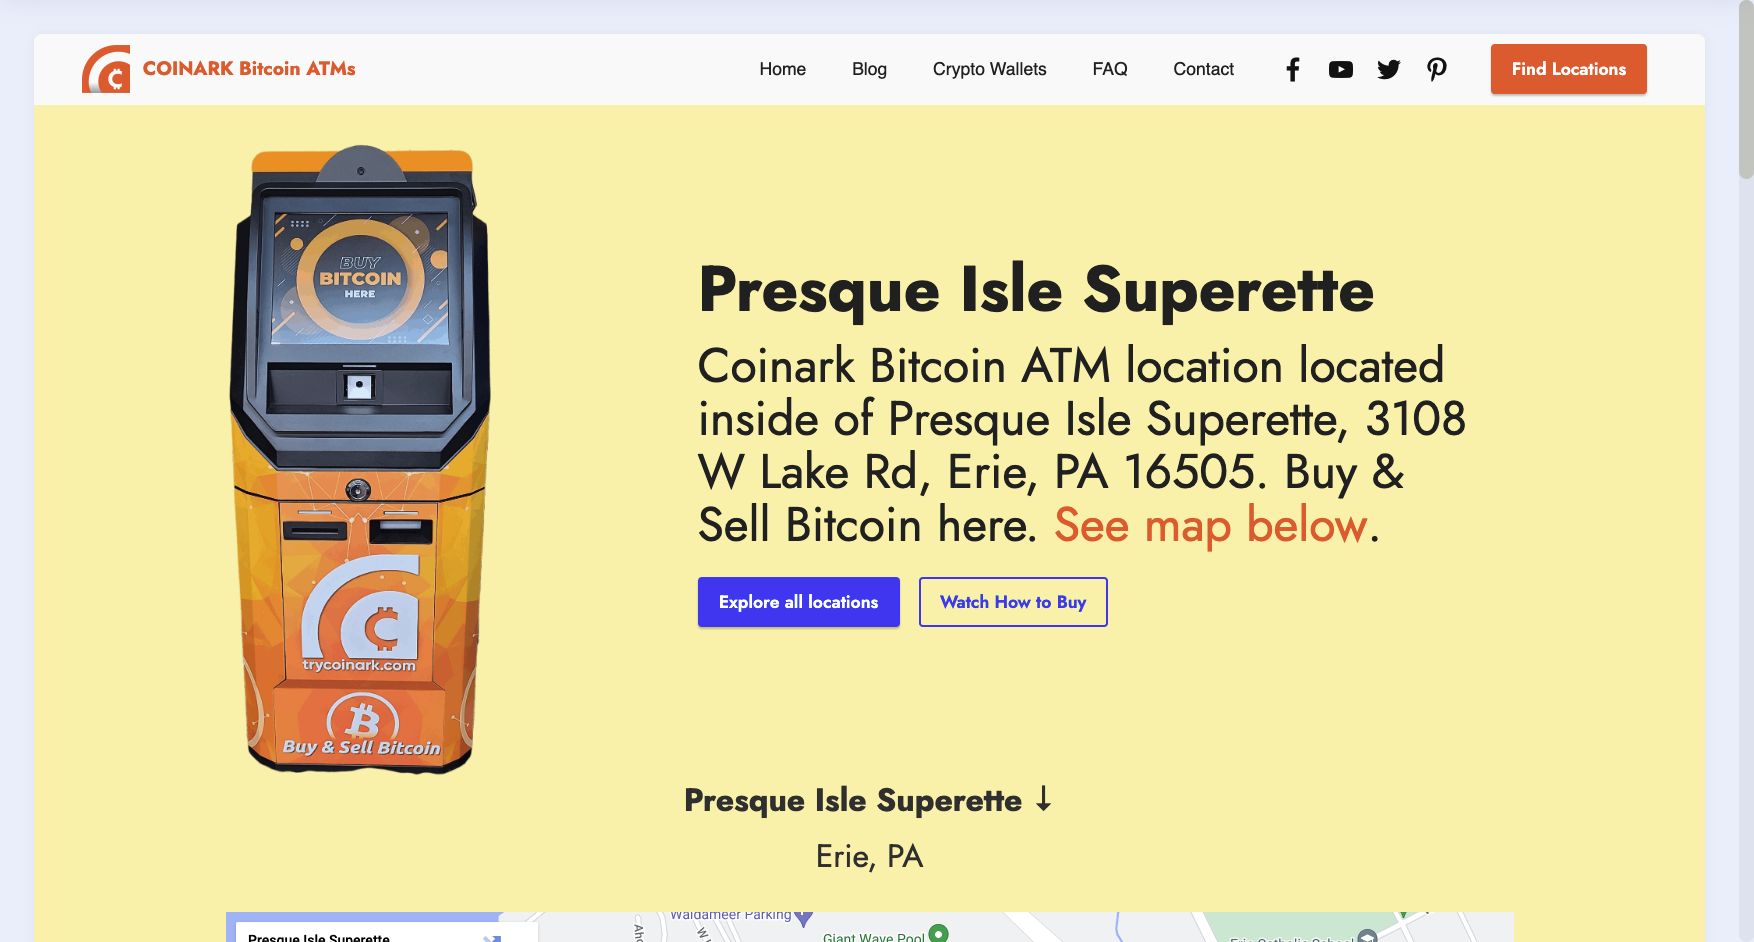 COINARK Bitcoin ATMs
Home
Blog
Crypto Wallets
FAQ
Contact
Find Locations
BUY
BITCOIN
HERE
trycoinark.com
Buy & Sell Bitcoin
Presque Isle Superette
Coinark Bitcoin ATM location located
inside of Presque Isle Superette, 3108
W Lake Rd, Erie, PA 16505. Buy &
Sell Bitcoin here. See map below.
Explore all locations
Watch How to Buy
Presque Isle Superette ↓
Erie, PA
Waldameer Parking
Giant Wave Pool
Presque Isle Superette
Erie Catholic School